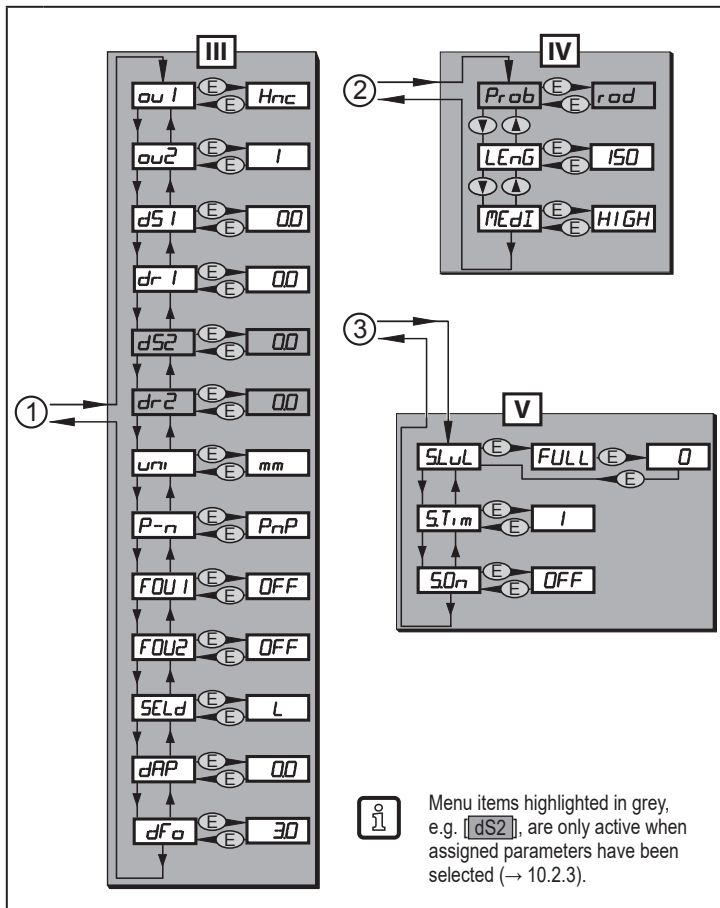 III
ou1 E Hnc
E
ou2 E 1
E
dS1 E 0.0
E
dr1 E 0.0
E
dS2 E 0.0
E
dr2 E 0.0
E
1
uni E mm
E
P-n E PnP
E
FOU1 E OFF
E
FOU2 E OFF
E
SELd E L
E
dAP E 0.0
E
dFo E 3.0
E
IV
2
Prob E rod
E
LEnG E 150
E
MEdI E HIGH
E
3
V
S.LvL E FULL E 0
E
S.Tim E 1
E
S.On E OFF
E
i
Menu items highlighted in grey,
e.g. [ dS2 ], are only active when
assigned parameters have been
selected (→ 10.2.3).